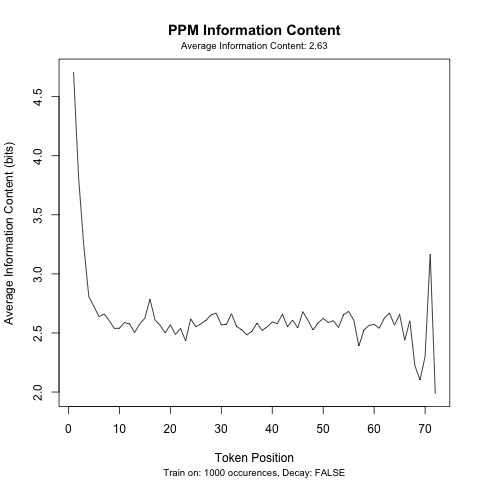 PPM Information Content
Average Information Content: 2.63
Average Information Content (bits)
4.5
4.0
3.5
3.0
2.5
2.0
0 10 20 30 40 50 60 70
Token Position
Train on: 1000 occurences, Decay: FALSE